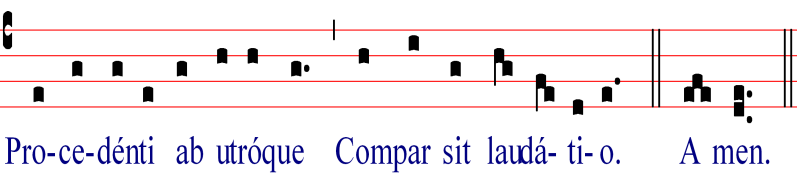 Pro-ce-dénti ab utróque Compar sit laudá- ti- o. A men.